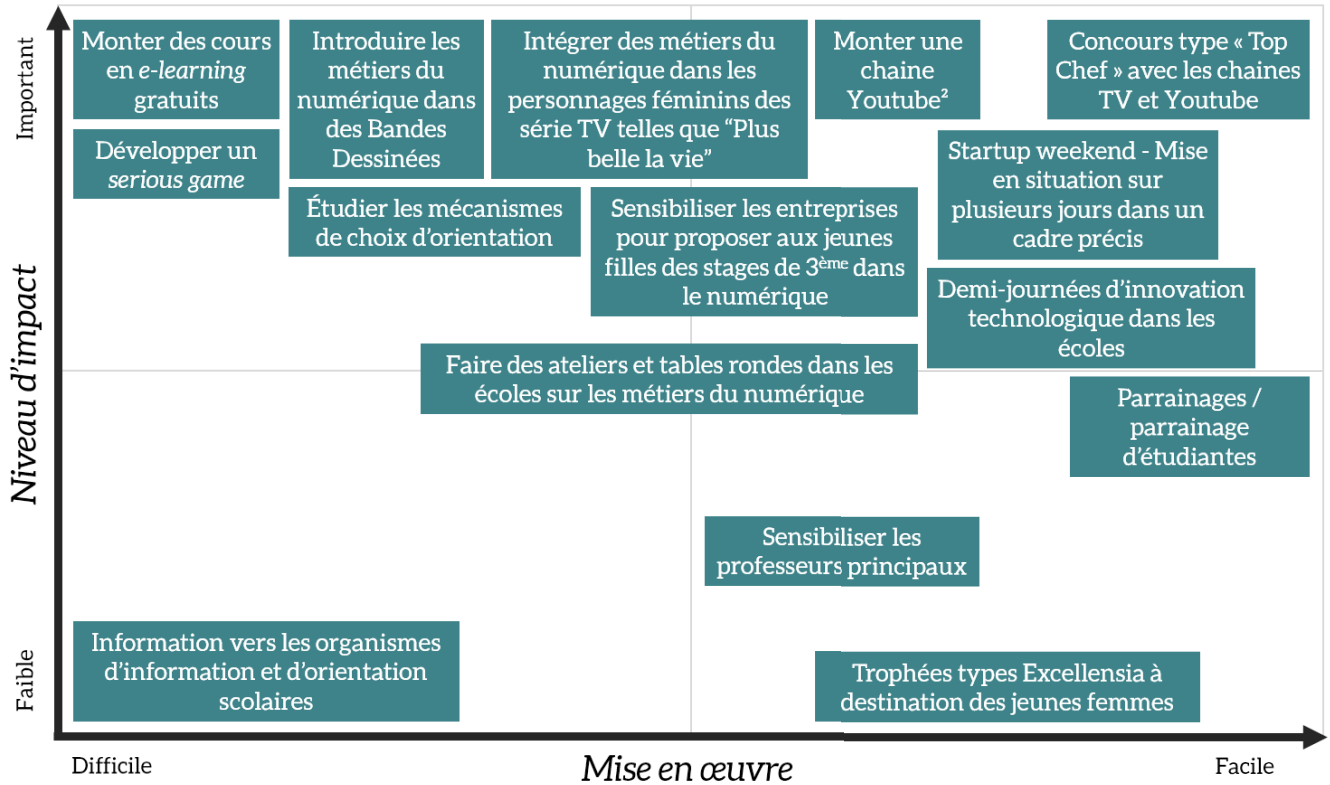 Important
Monter des cours
en e-learning
gratuits
Introduire les
métiers du
numérique dans
des Bandes
Dessinées
Intégrer des métiers du
numérique dans les
personnages féminins des
série TV telles que “Plus
belle la vie”
Monter une
chaine
Youtube²
Concours type « Top
Chef » avec les chaines
TV et Youtube
Développer un
serious game
Startup weekend - Mise
en situation sur
plusieurs jours dans un
cadre précis
Étudier les mécanismes
de choix d’orientation
Sensibiliser les entreprises
pour proposer aux jeunes
filles des stages de 3ème dans
le numérique
Demi-journées d’innovation
technologique dans les
écoles
Niveau d’impact
Faire des ateliers et tables rondes dans les
écoles sur les métiers du numérique
Parrainages /
parrainage
d’étudiantes
Sensibiliser les
professeurs principaux
Information vers les organismes
d’information et d’orientation
scolaires
Trophées types Excellensia à
destination des jeunes femmes
Faible
Difficile
Mise en œuvre
Facile